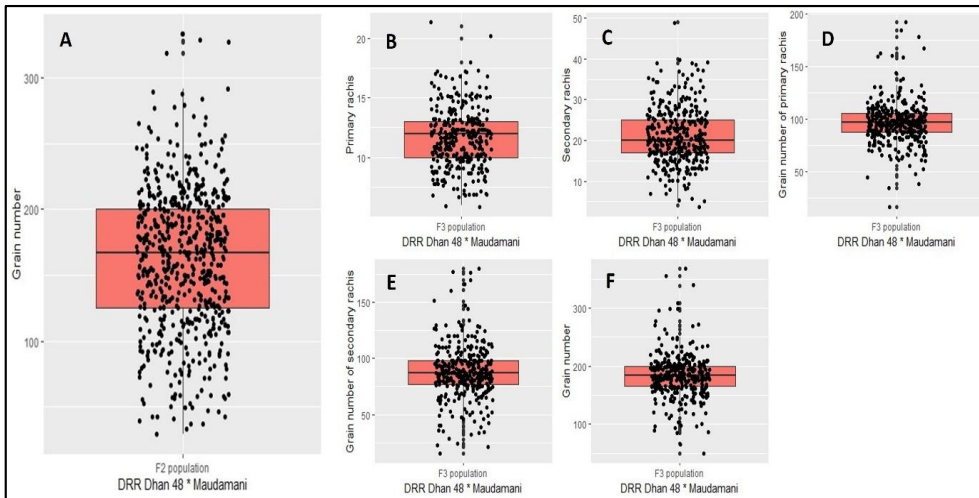 A
Grain number
300
200
100
F2 population
DRR Dhan 48 * Maudamani
B
Primary rachis
20
15
10
F3 population
DRR Dhan 48 * Maudamani
C
Secondary rachis
50
40
30
20
10
F3 population
DRR Dhan 48 * Maudamani
D
Grain number of primary rachis
200
150
100
50
F3 population
DRR Dhan 48 * Maudamani
E
Grain number of secondary rachis
150
100
50
F3 population
DRR Dhan 48 * Maudamani
F
Grain number
300
200
100
F3 population
DRR Dhan 48 * Maudamani